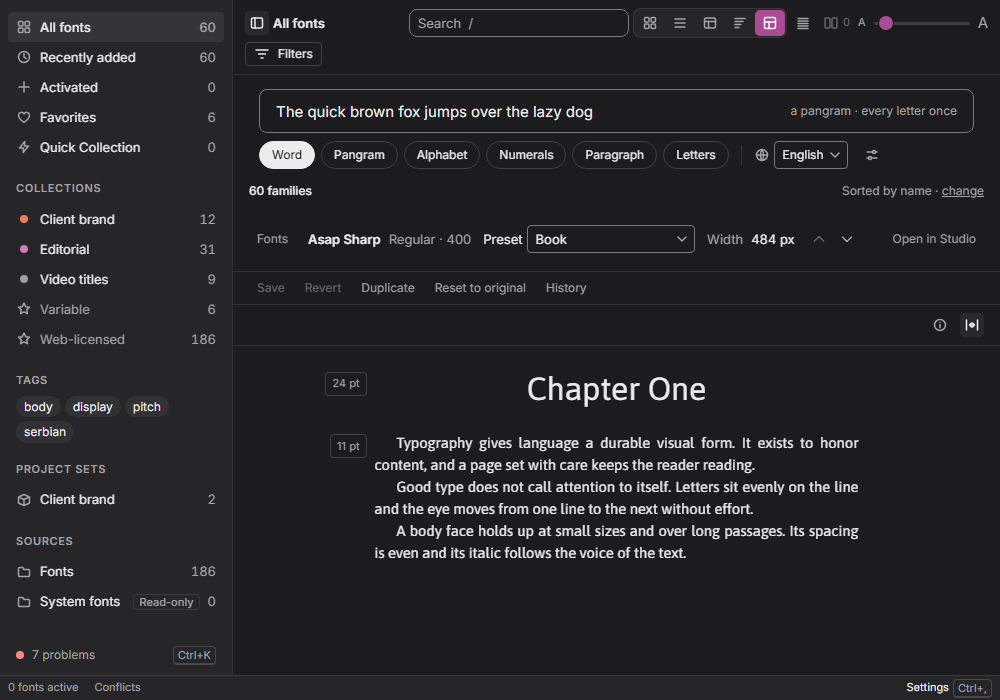 All fonts 60
Recently added 60
Activated 0
Favorites 6
Quick Collection 0
COLLECTIONS
Client brand 12
Editorial 31
Video titles 9
Variable 6
Web-licensed 186
TAGS
body display pitch
serbian
PROJECT SETS
Client brand 2
SOURCES
Fonts 186
System fonts Read-only 0
7 problems Ctrl+K
All fonts Search / 0 A A
Filters
The quick brown fox jumps over the lazy dog a pangram · every letter once
Word Pangram Alphabet Numerals Paragraph Letters English
60 families Sorted by name · change
Fonts Asap Sharp Regular · 400 Preset Book Width 484 px Open in Studio
Save Revert Duplicate Reset to original History
24 pt Chapter One
11 pt Typography gives language a durable visual form. It exists to honor
content, and a page set with care keeps the reader reading.
Good type does not call attention to itself. Letters sit evenly on the line
and the eye moves from one line to the next without effort.
A body face holds up at small sizes and over long passages. Its spacing
is even and its italic follows the voice of the text.
0 fonts active Conflicts Settings Ctrl+,